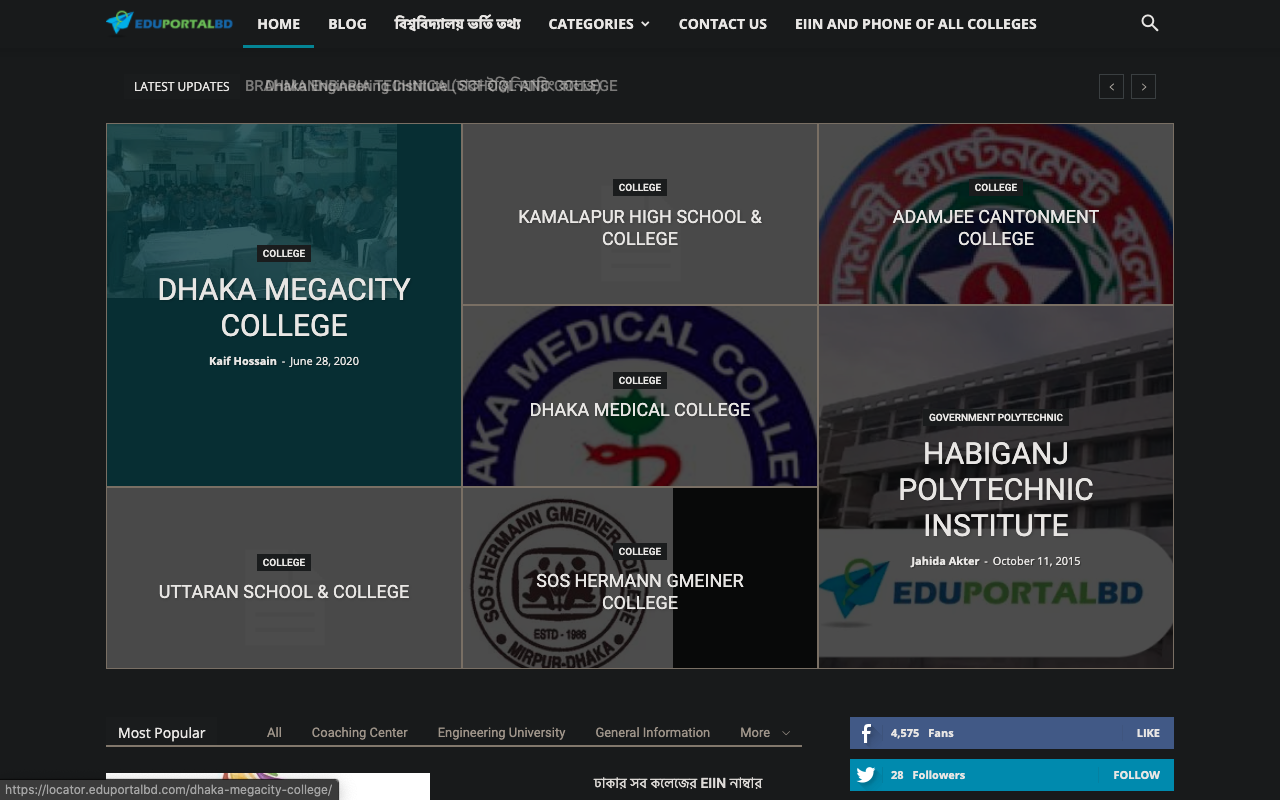 EDUPORTALBD
HOME
BLOG
বিশ্ববিদ্যালয় ভর্তি তথ্য
CATEGORIES
CONTACT US
EIIN AND PHONE OF ALL COLLEGES
LATEST UPDATES
COLLEGE
DHAKA MEGACITY
COLLEGE
Kaif Hossain - June 28, 2020
COLLEGE
KAMALAPUR HIGH SCHOOL &
COLLEGE
COLLEGE
ADAMJEE CANTONMENT
COLLEGE
COLLEGE
DHAKA MEDICAL COLLEGE
AKA MEDICAL COLLEG
GOVERNMENT POLYTECHNIC
HABIGANJ
POLYTECHNIC
INSTITUTE
Jahida Akter - October 11, 2015
EDUPORTALBD
COLLEGE
UTTARAN SCHOOL & COLLEGE
COLLEGE
SOS HERMANN GMEINER
COLLEGE
SOS HERMANN GMEINER
ESTD - 1986
MIRPUR-DHAKA
Most Popular
All
Coaching Center
Engineering University
General Information
More
4,575 Fans
LIKE
28 Followers
FOLLOW
ঢাকার সব কলেজের EIIN নাম্বার
https://locator.eduportalbd.com/dhaka-megacity-college/